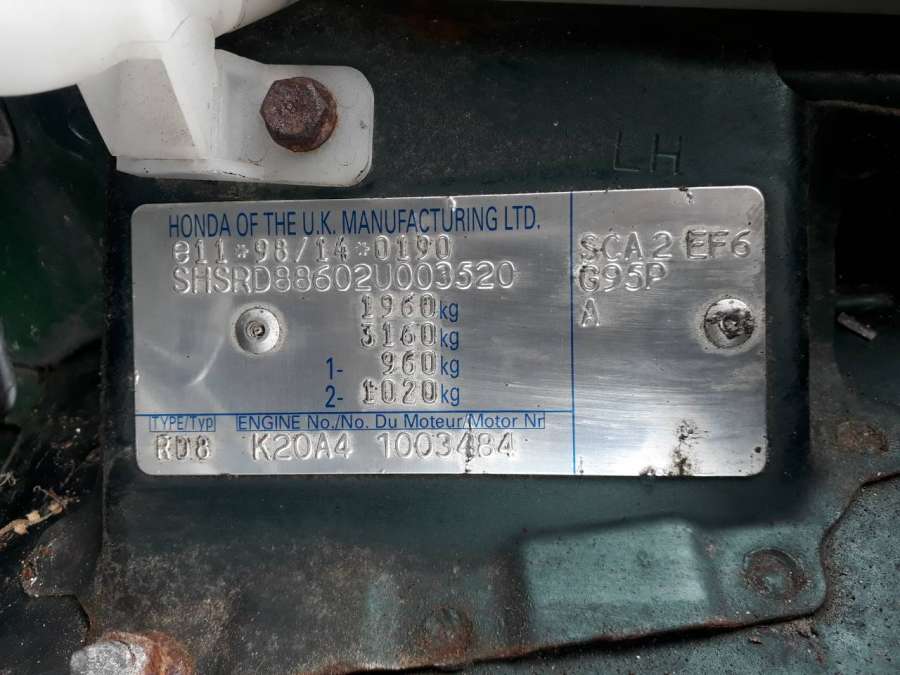 LH
HONDA OF THE U.K. MANUFACTURING LTD.
e11*98/14*0190
SHSRD88602U003520
1960kg
3160kg
1- 960kg
2- 1020kg
TYPE/Typ
ENGINE No./No. Du Moteur/Motor Nr
RD8
K20A4 1003484
SCA2 EF6
G95P
A